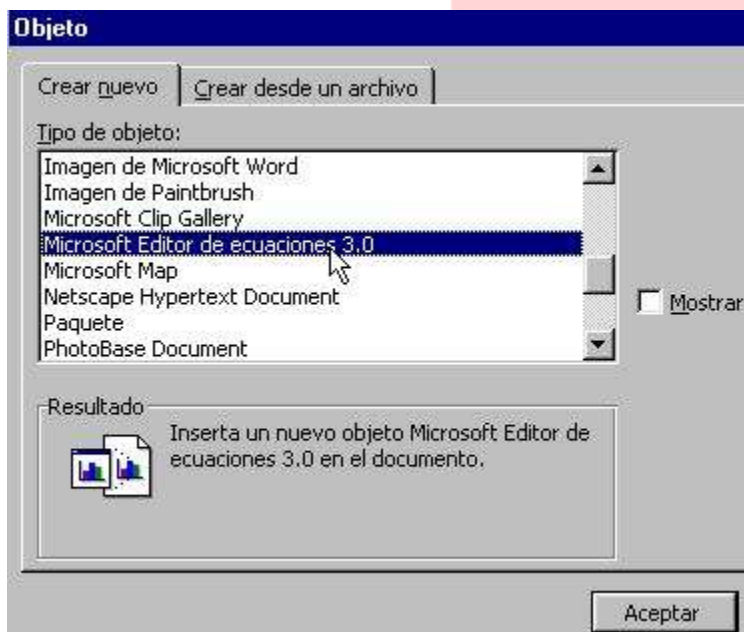 Objeto
Crear nuevo
Crear desde un archivo
Tipo de objeto:
Imagen de Microsoft Word
Imagen de Paintbrush
Microsoft Clip Gallery
Microsoft Editor de ecuaciones 3.0
Microsoft Map
Netscape Hypertext Document
Paquete
PhotoBase Document
Mostrar
Resultado
Inserta un nuevo objeto Microsoft Editor de
ecuaciones 3.0 en el documento.
Aceptar